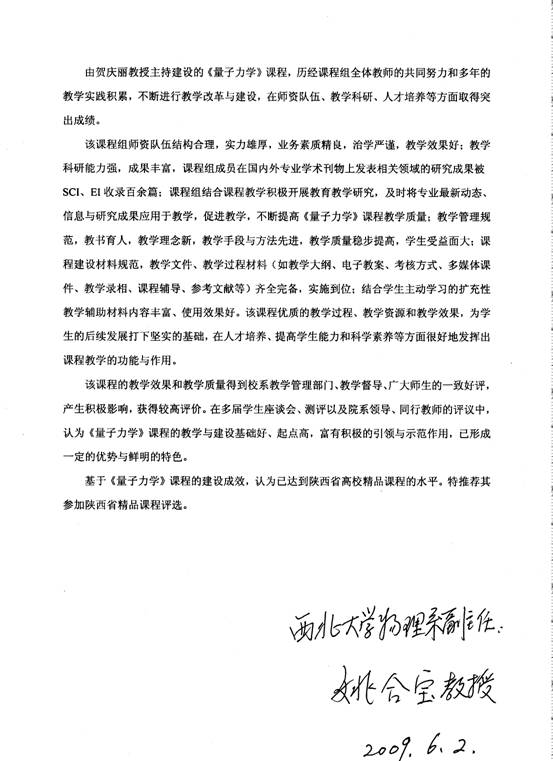 由贺庆丽教授主持建设的《量子力学》课程，历经课程组全体教师的共同努力和多年的
教学实践积累，不断进行教学改革与建设，在师资队伍、教学科研、人才培养等方面取得突
出成绩。
该课程组师资队伍结构合理，实力雄厚，业务素质精良，治学严谨，教学效果好；教学
科研能力强，成果丰富，课程组成员在国内外专业学术刊物上发表相关领域的研究成果被
SCI、EI 收录百余篇；课程组结合课程教学积极开展教育教学研究，及时将专业最新动态、
信息与研究成果应用于教学，促进教学，不断提高《量子力学》课程教学质量；教学管理规
范，教书育人，教学理念新，教学手段与方法先进，教学质量稳步提高，学生受益面大；课
程建设材料规范，教学文件、教学过程材料（如教学大纲、电子教案、考核方式、多媒体课
件、教学录相、课程辅导、参考文献等）齐全完备，实施到位；结合学生主动学习的扩充性
教学辅助材料内容丰富、使用效果好。该课程优质的教学过程、教学资源和教学效果，为学
生的后续发展打下坚实的基础，在人才培养、提高学生能力和科学素养等方面很好地发挥出
课程教学的功能与作用。
该课程的教学效果和教学质量得到校系教学管理部门、教学督导、广大师生的一致好评，
产生积极影响，获得较高评价。在多届学生座谈会、测评以及院系领导、同行教师的评议中，
认为《量子力学》课程的教学与建设基础好、起点高，富有积极的引领与示范作用，已形成
一定的优势与鲜明的特色。
基于《量子力学》课程的建设成效，认为已达到陕西省高校精品课程的水平。特推荐其
参加陕西省精品课程评选。
西北大学物理系副主任：
姚合宝教授
2009.6.2.